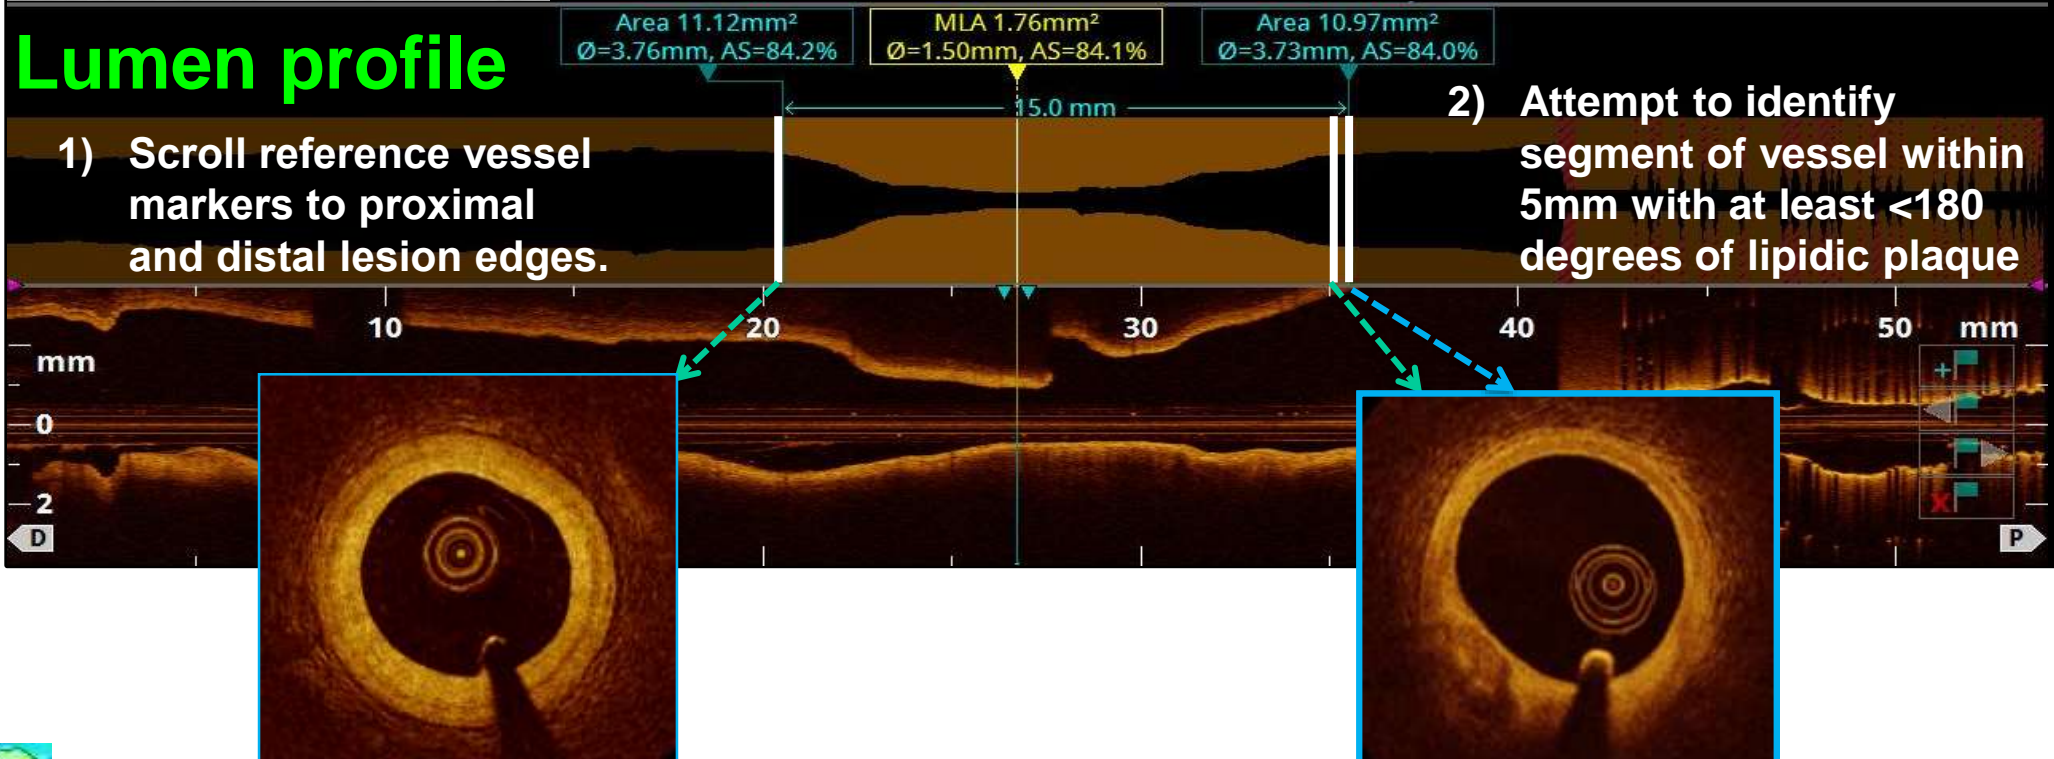 Lumen profile
Area 11.12mm²
Ø=3.76mm, AS=84.2%
MLA 1.76mm²
Ø=1.50mm, AS=84.1%
Area 10.97mm²
Ø=3.73mm, AS=84.0%
15.0 mm
1) Scroll reference vessel
markers to proximal
and distal lesion edges.
2) Attempt to identify
segment of vessel within
5mm with at least <180
degrees of lipidic plaque
10 20 30 40 50 mm
mm
0
2
D
P
+
X